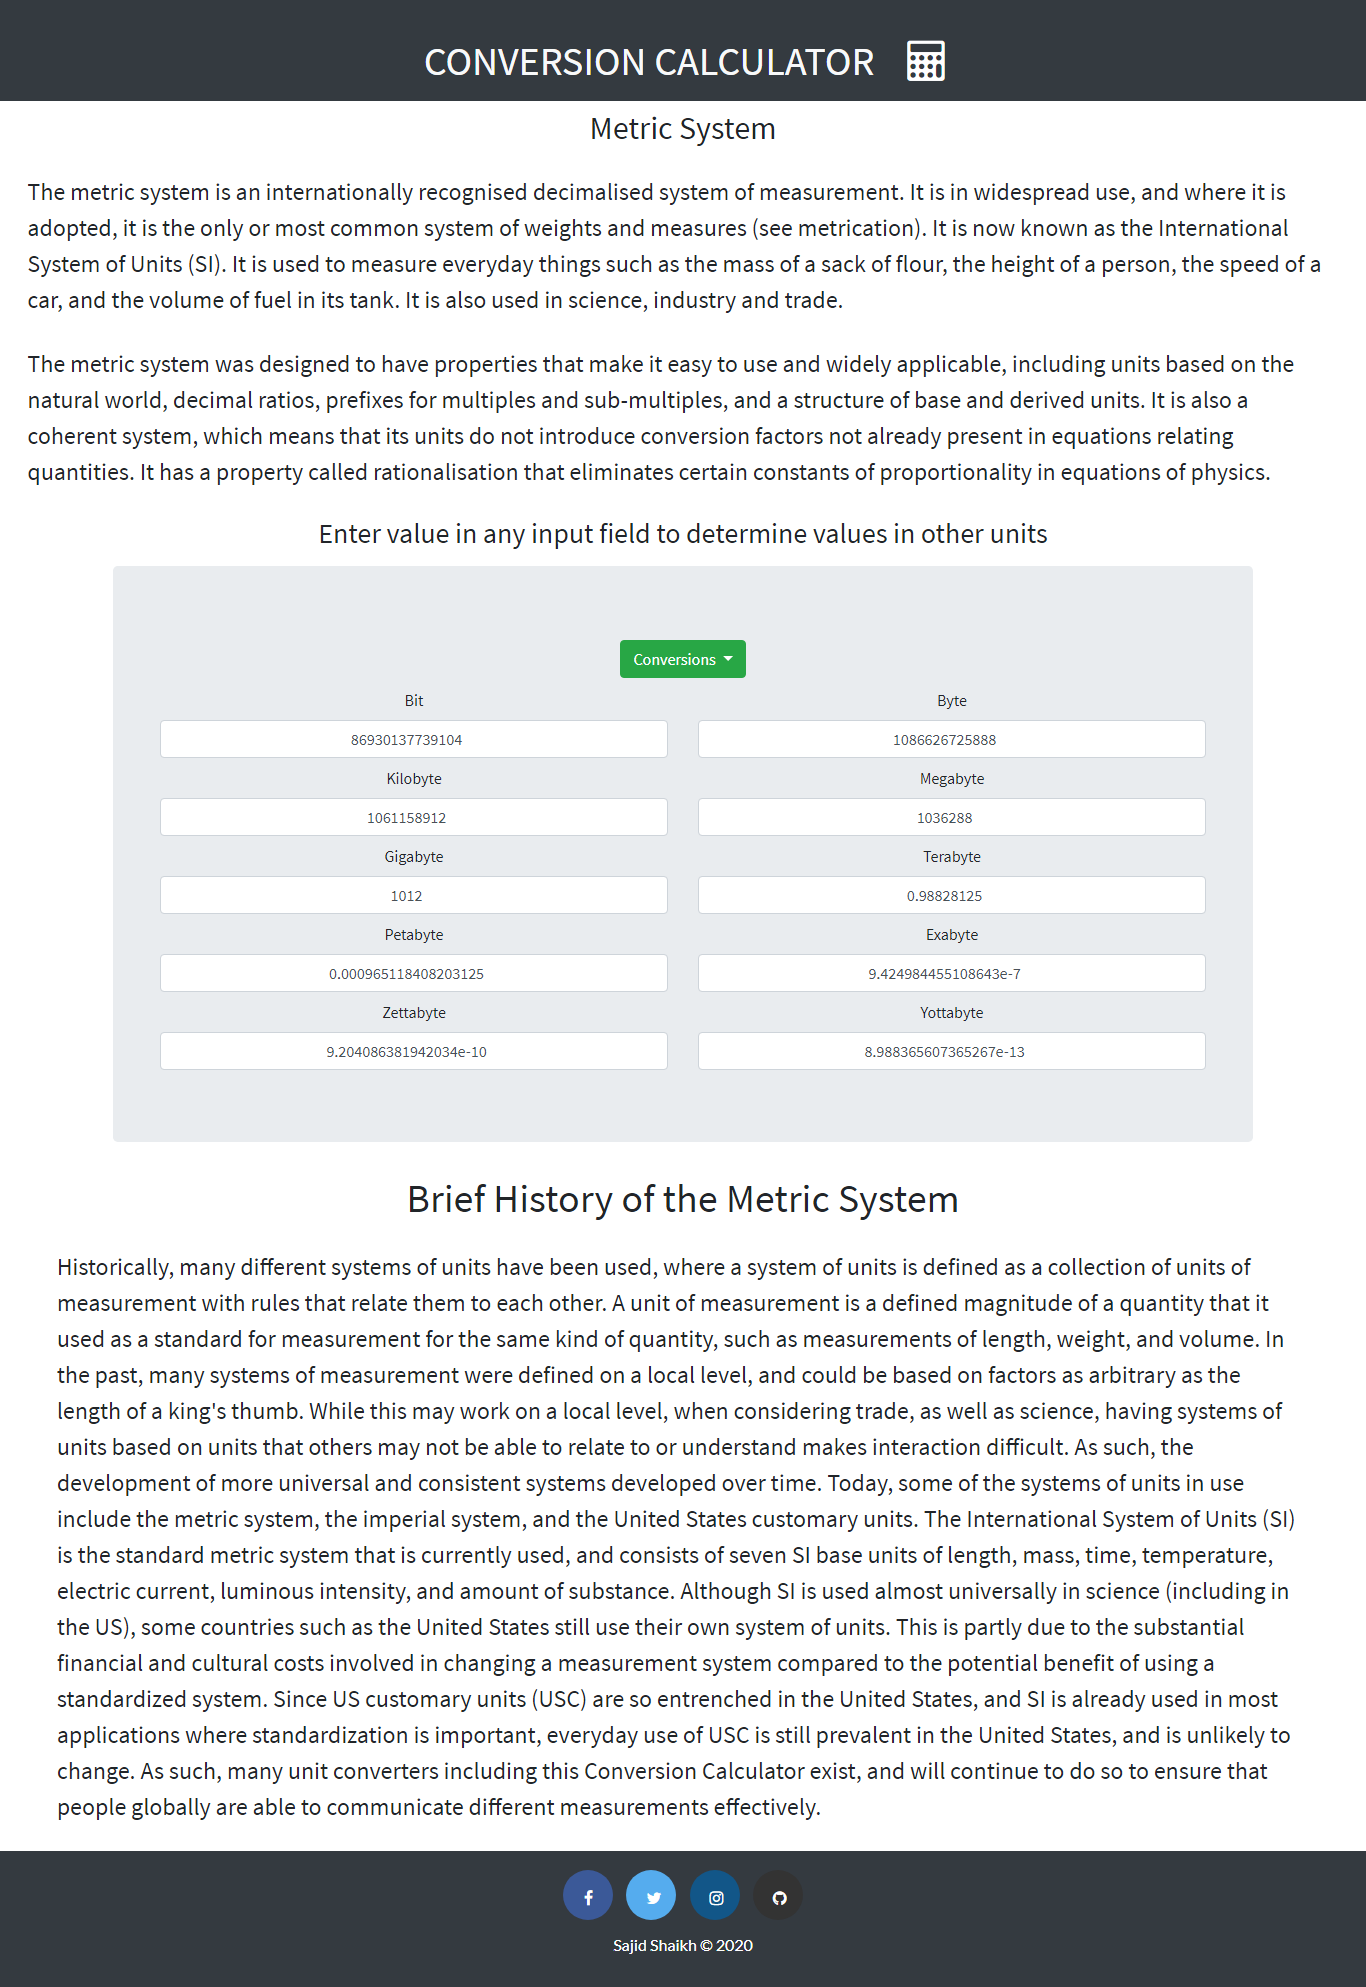 CONVERSION CALCULATOR
Metric System
The metric system is an internationally recognised decimalised system of measurement. It is in widespread use, and where it is
adopted, it is the only or most common system of weights and measures (see metrication). It is now known as the International
System of Units (SI). It is used to measure everyday things such as the mass of a sack of flour, the height of a person, the speed of a
car, and the volume of fuel in its tank. It is also used in science, industry and trade.
The metric system was designed to have properties that make it easy to use and widely applicable, including units based on the
natural world, decimal ratios, prefixes for multiples and sub-multiples, and a structure of base and derived units. It is also a
coherent system, which means that its units do not introduce conversion factors not already present in equations relating
quantities. It has a property called rationalisation that eliminates certain constants of proportionality in equations of physics.
Enter value in any input field to determine values in other units
Conversions
Bit Byte
86930137739104 1086626725888
Kilobyte Megabyte
1061158912 1036288
Gigabyte Terabyte
1012 0.98828125
Petabyte Exabyte
0.000965118408203125 9.424984455108643e-7
Zettabyte Yottabyte
9.204086381942034e-10 8.988365607365267e-13
Brief History of the Metric System
Historically, many different systems of units have been used, where a system of units is defined as a collection of units of
measurement with rules that relate them to each other. A unit of measurement is a defined magnitude of a quantity that it
used as a standard for measurement for the same kind of quantity, such as measurements of length, weight, and volume. In
the past, many systems of measurement were defined on a local level, and could be based on factors as arbitrary as the
length of a king's thumb. While this may work on a local level, when considering trade, as well as science, having systems of
units based on units that others may not be able to relate to or understand makes interaction difficult. As such, the
development of more universal and consistent systems developed over time. Today, some of the systems of units in use
include the metric system, the imperial system, and the United States customary units. The International System of Units (SI)
is the standard metric system that is currently used, and consists of seven SI base units of length, mass, time, temperature,
electric current, luminous intensity, and amount of substance. Although SI is used almost universally in science (including in
the US), some countries such as the United States still use their own system of units. This is partly due to the substantial
financial and cultural costs involved in changing a measurement system compared to the potential benefit of using a
standardized system. Since US customary units (USC) are so entrenched in the United States, and SI is already used in most
applications where standardization is important, everyday use of USC is still prevalent in the United States, and is unlikely to
change. As such, many unit converters including this Conversion Calculator exist, and will continue to do so to ensure that
people globally are able to communicate different measurements effectively.
Sajid Shaikh © 2020